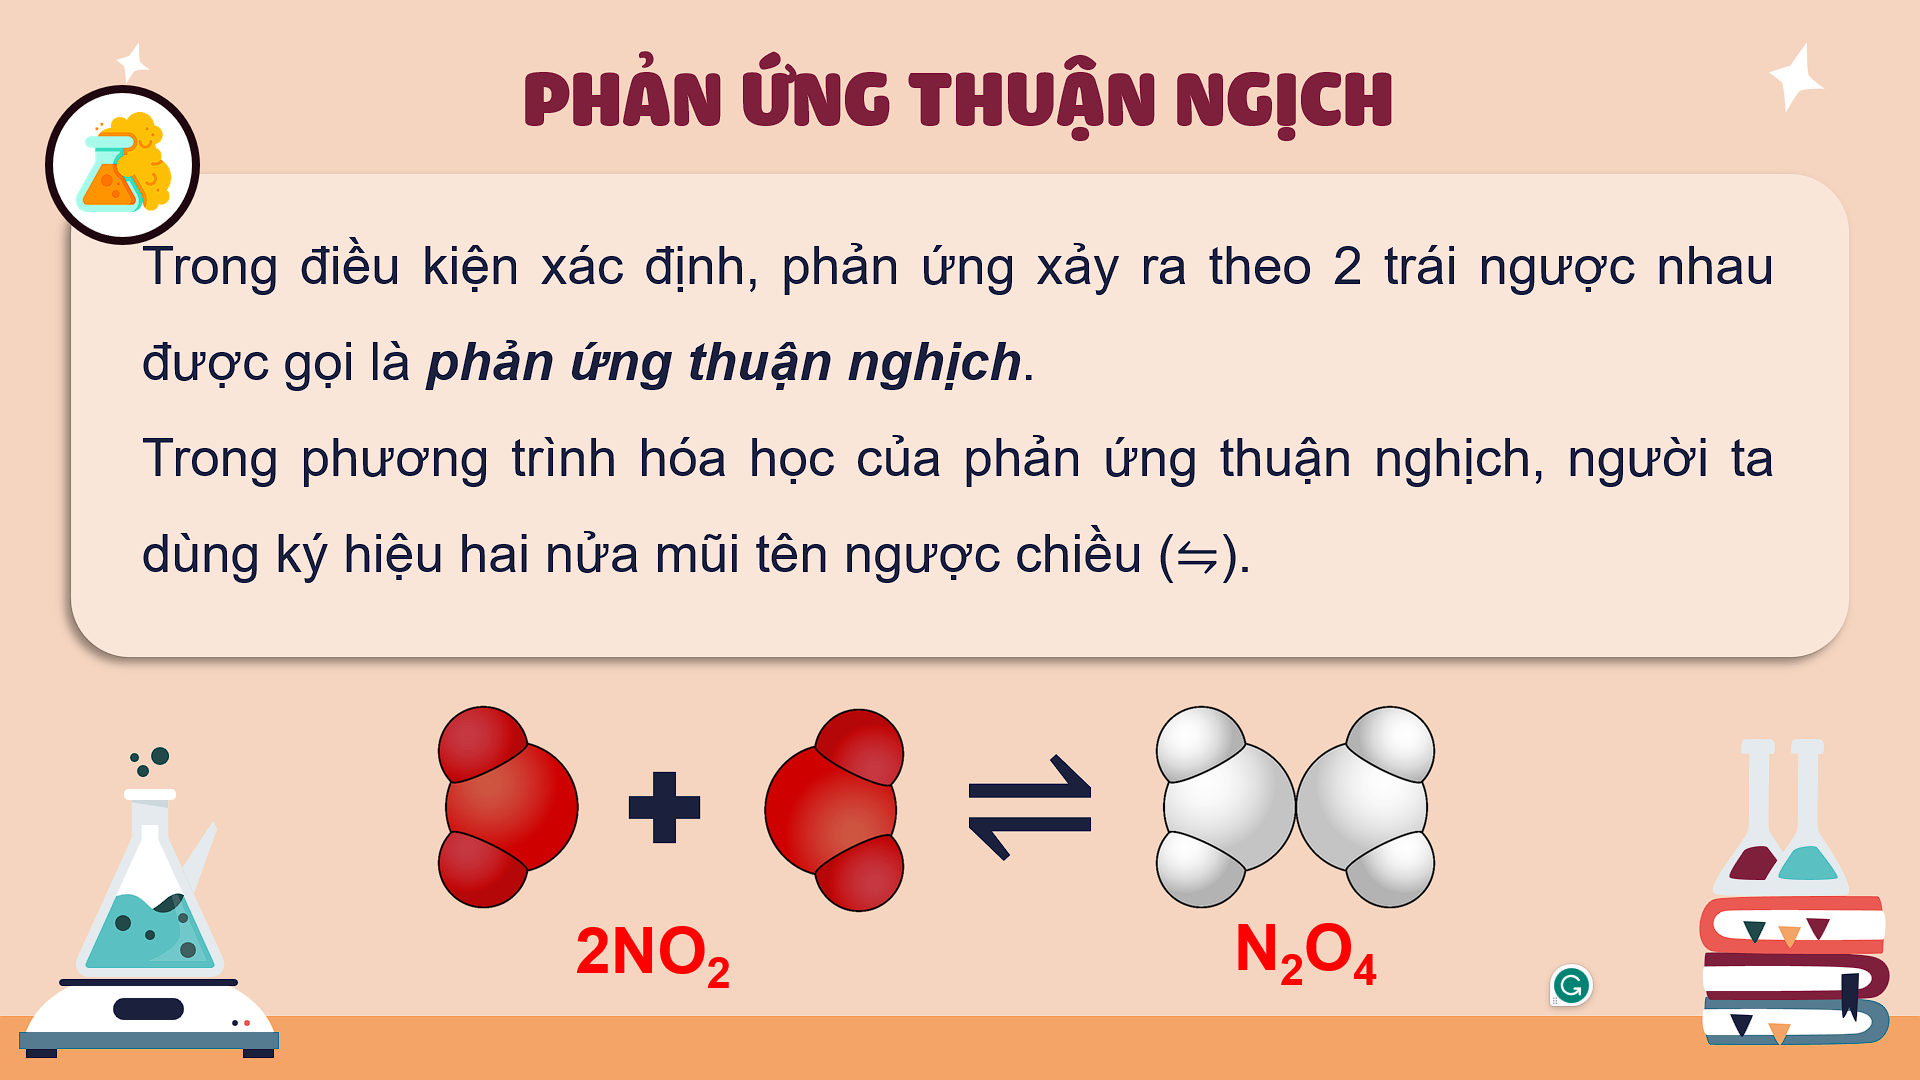 PHẢN ỨNG THUẬN NGỊCH
Trong điều kiện xác định, phản ứng xảy ra theo 2 trái ngược nhau
được gọi là phản ứng thuận nghịch.
Trong phương trình hóa học của phản ứng thuận nghịch, người ta
dùng ký hiệu hai nửa mũi tên ngược chiều (⇋).
2NO₂ N₂O₄